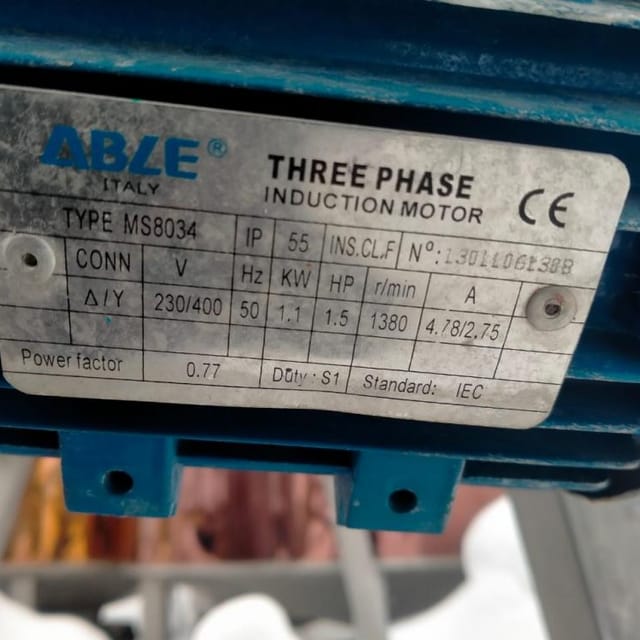 ABLE®
ITALY
THREE PHASE
INDUCTION MOTOR
CE
TYPE MS8034 IP 55 INS.CL.F Nº:
CONN V Hz KW HP r/min A
Δ/Y 230/400 50 1.1 1.5 1380 4.78/2.75
Power factor 0.77 Duty: S1 Standard: IEC